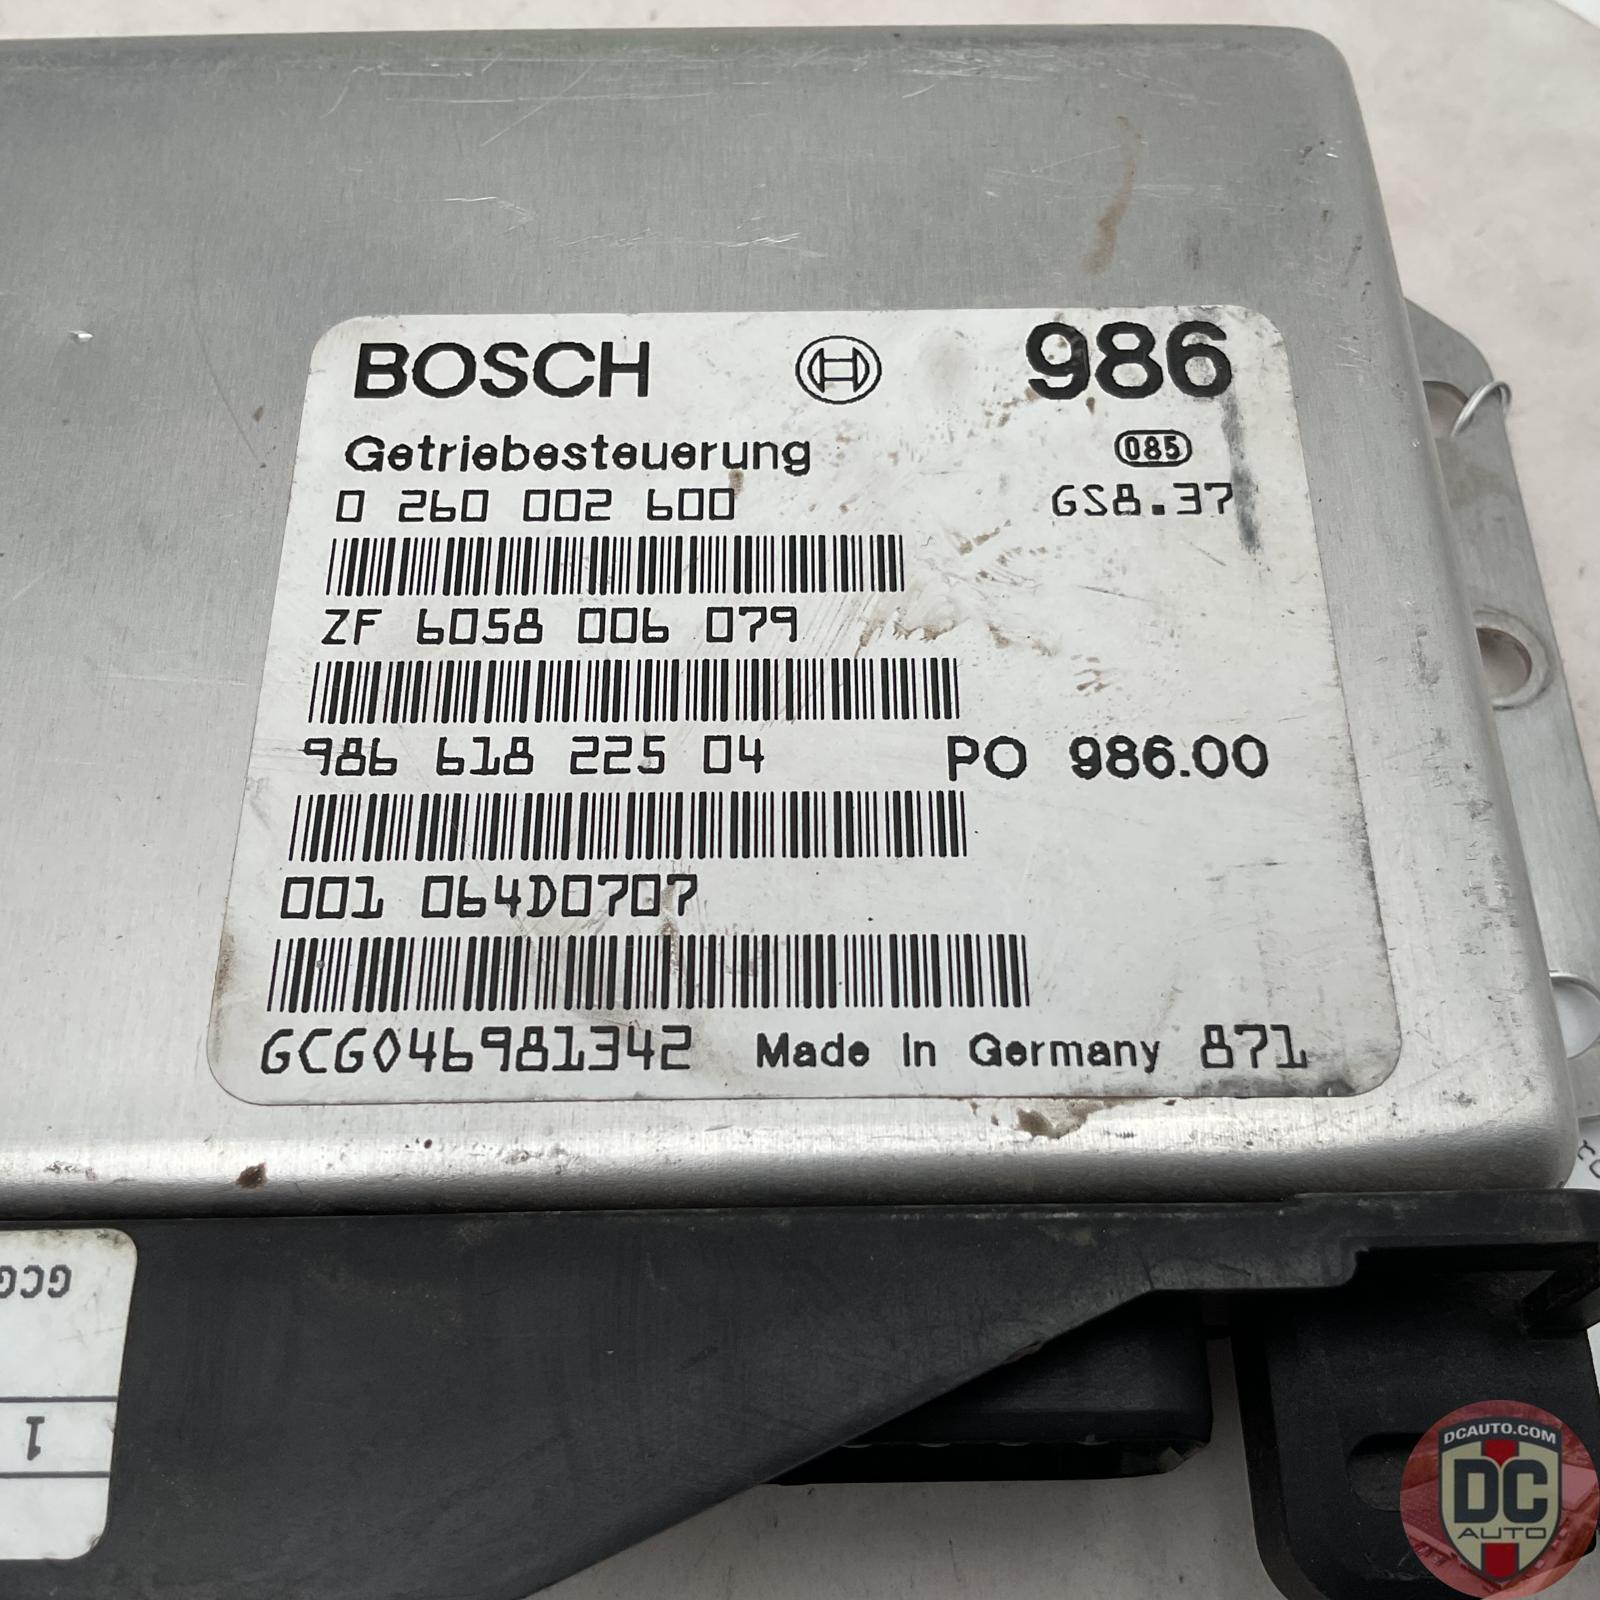 BOSCH 986
Getriebesteuerung 085
0 260 002 600 GS8.37
ZF 6058 006 079
986 618 225 04 PO 986.00
001 064D0707
GCG046981342 Made In Germany 871
1
DCAUTO.COM
DC
AUTO